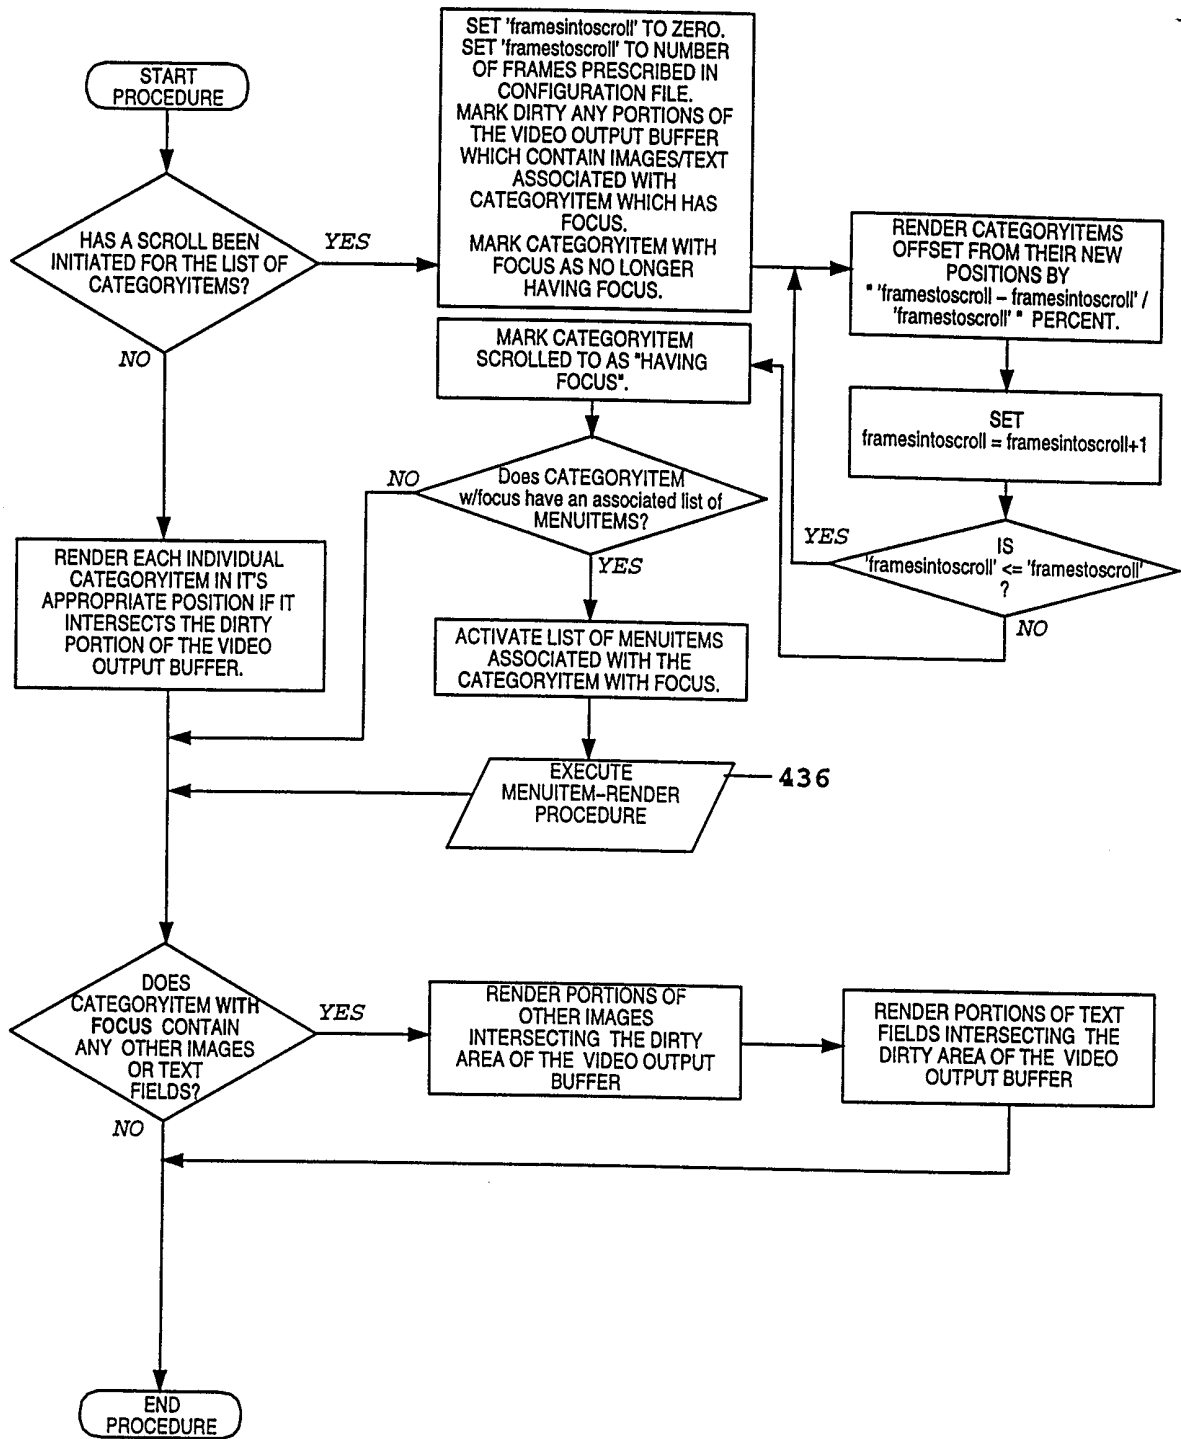 START
PROCEDURE
HAS A SCROLL BEEN
INITIATED FOR THE LIST OF
CATEGORYITEMS?
YES
NO
SET 'framesintoscroll' TO ZERO.
SET 'framestoscroll' TO NUMBER
OF FRAMES PRESCRIBED IN
CONFIGURATION FILE.
MARK DIRTY ANY PORTIONS OF
THE VIDEO OUTPUT BUFFER
WHICH CONTAIN IMAGES/TEXT
ASSOCIATED WITH
CATEGORYITEM WHICH HAS
FOCUS.
MARK CATEGORYITEM WITH
FOCUS AS NO LONGER
HAVING FOCUS.
RENDER CATEGORYITEMS
OFFSET FROM THEIR NEW
POSITIONS BY
" 'framestoscroll – framesintoscroll' /
'framestoscroll' " PERCENT.
SET
framesintoscroll = framesintoscroll+1
IS
'framesintoscroll' <= 'framestoscroll'
?
YES
NO
MARK CATEGORYITEM
SCROLLED TO AS "HAVING
FOCUS".
Does CATEGORYITEM
w/focus have an associated list of
MENUITEMS?
NO
YES
ACTIVATE LIST OF MENUITEMS
ASSOCIATED WITH THE
CATEGORYITEM WITH FOCUS.
EXECUTE
MENUITEM–RENDER
PROCEDURE
436
RENDER EACH INDIVIDUAL
CATEGORYITEM IN IT'S
APPROPRIATE POSITION IF IT
INTERSECTS THE DIRTY
PORTION OF THE VIDEO
OUTPUT BUFFER.
DOES
CATEGORYITEM WITH
FOCUS CONTAIN
ANY OTHER IMAGES
OR TEXT
FIELDS?
YES
NO
RENDER PORTIONS OF
OTHER IMAGES
INTERSECTING THE DIRTY
AREA OF THE VIDEO OUTPUT
BUFFER
RENDER PORTIONS OF TEXT
FIELDS INTERSECTING THE
DIRTY AREA OF THE VIDEO
OUTPUT BUFFER
END
PROCEDURE